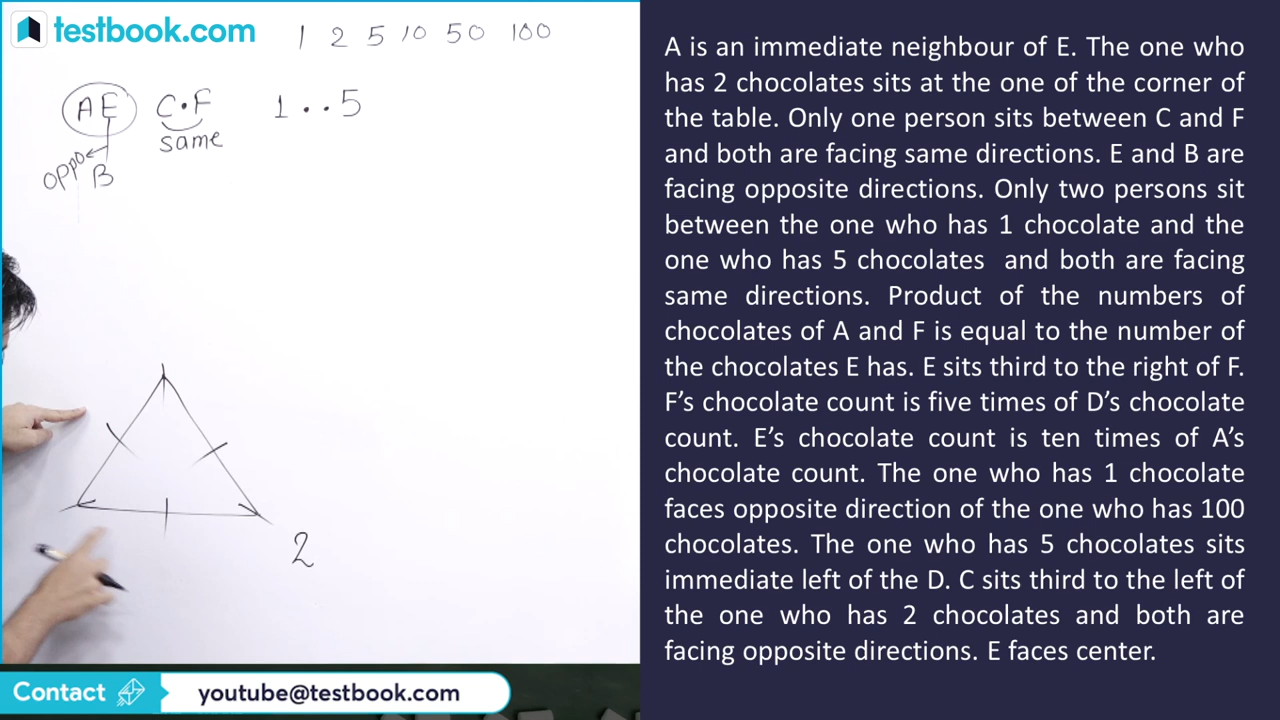 testbook.com
1 2 5 10 50 100
A E C • F 1 • • 5
same
oppo
B
2
A is an immediate neighbour of E. The one who
has 2 chocolates sits at the one of the corner of
the table. Only one person sits between C and F
and both are facing same directions. E and B are
facing opposite directions. Only two persons sit
between the one who has 1 chocolate and the
one who has 5 chocolates and both are facing
same directions. Product of the numbers of
chocolates of A and F is equal to the number of
the chocolates E has. E sits third to the right of F.
F’s chocolate count is five times of D’s chocolate
count. E’s chocolate count is ten times of A’s
chocolate count. The one who has 1 chocolate
faces opposite direction of the one who has 100
chocolates. The one who has 5 chocolates sits
immediate left of the D. C sits third to the left of
the one who has 2 chocolates and both are
facing opposite directions. E faces center.
Contact youtube@testbook.com